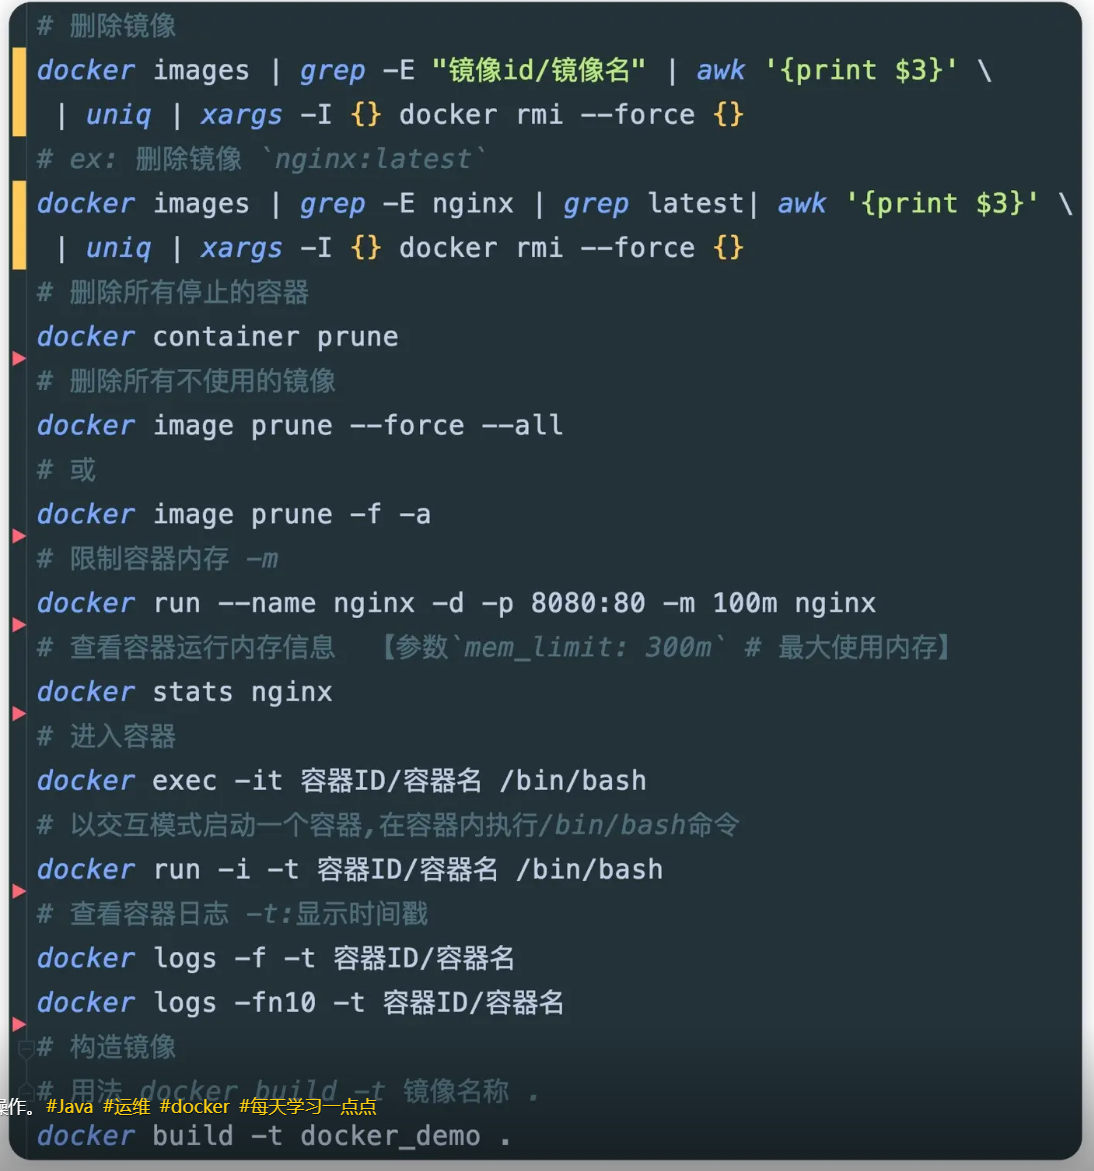 # 删除镜像
docker images | grep -E "镜像id/镜像名" | awk '{print $3}' \
| uniq | xargs -I {} docker rmi --force {}
# ex: 删除镜像 `nginx:latest`
docker images | grep -E nginx | grep latest| awk '{print $3}' \
| uniq | xargs -I {} docker rmi --force {}
# 删除所有停止的容器
docker container prune
# 删除所有不使用的镜像
docker image prune --force --all
# 或
docker image prune -f -a
# 限制容器内存 -m
docker run --name nginx -d -p 8080:80 -m 100m nginx
# 查看容器运行内存信息 【参数`mem_limit: 300m` # 最大使用内存】
docker stats nginx
# 进入容器
docker exec -it 容器ID/容器名 /bin/bash
# 以交互模式启动一个容器,在容器内执行/bin/bash命令
docker run -i -t 容器ID/容器名 /bin/bash
# 查看容器日志 -t:显示时间戳
docker logs -f -t 容器ID/容器名
docker logs -fn10 -t 容器ID/容器名
# 构造镜像
# 用法 docker build -t 镜像名称 .
操作。#Java #运维 #docker #每天学习一点点
docker build -t docker_demo .